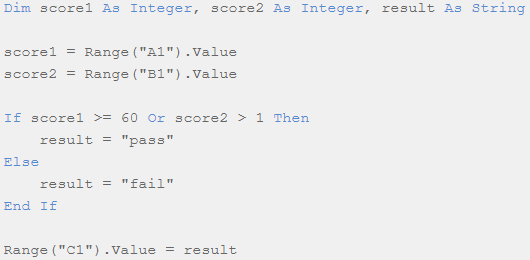 Dim score1 As Integer, score2 As Integer, result As String
score1 = Range("A1").Value
score2 = Range("B1").Value
If score1 >= 60 Or score2 > 1 Then
    result = "pass"
Else
    result = "fail"
End If
Range("C1").Value = result